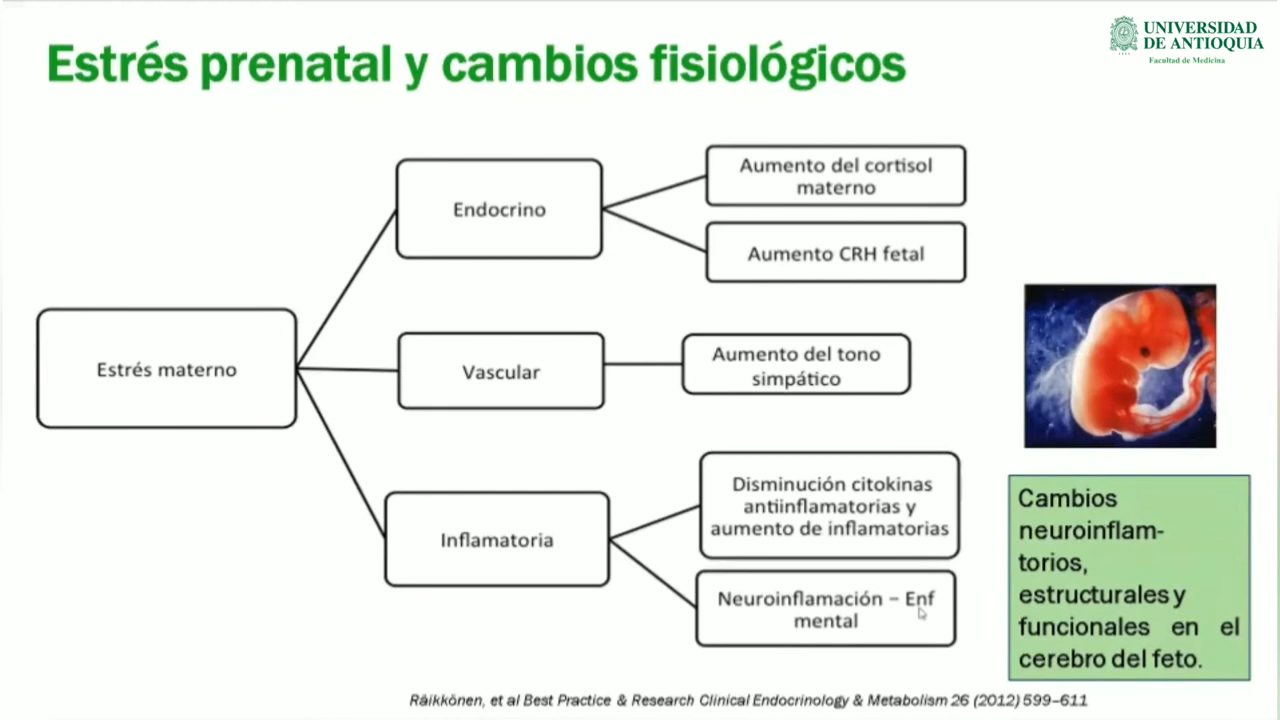 Estrés prenatal y cambios fisiológicos
UNIVERSIDAD
DE ANTIOQUIA
Facultad de Medicina
Estrés materno
Endocrino
Aumento del cortisol
materno
Aumento CRH fetal
Vascular
Aumento del tono
simpático
Inflamatoria
Disminución citokinas
antiinflamatorias y
aumento de inflamatorias
Neuroinflamación – Enf
mental
Cambios
neuroinflam-
torios,
estructurales y
funcionales en el
cerebro del feto.
Räikkönen, et al Best Practice & Research Clinical Endocrinology & Metabolism 26 (2012) 599–611